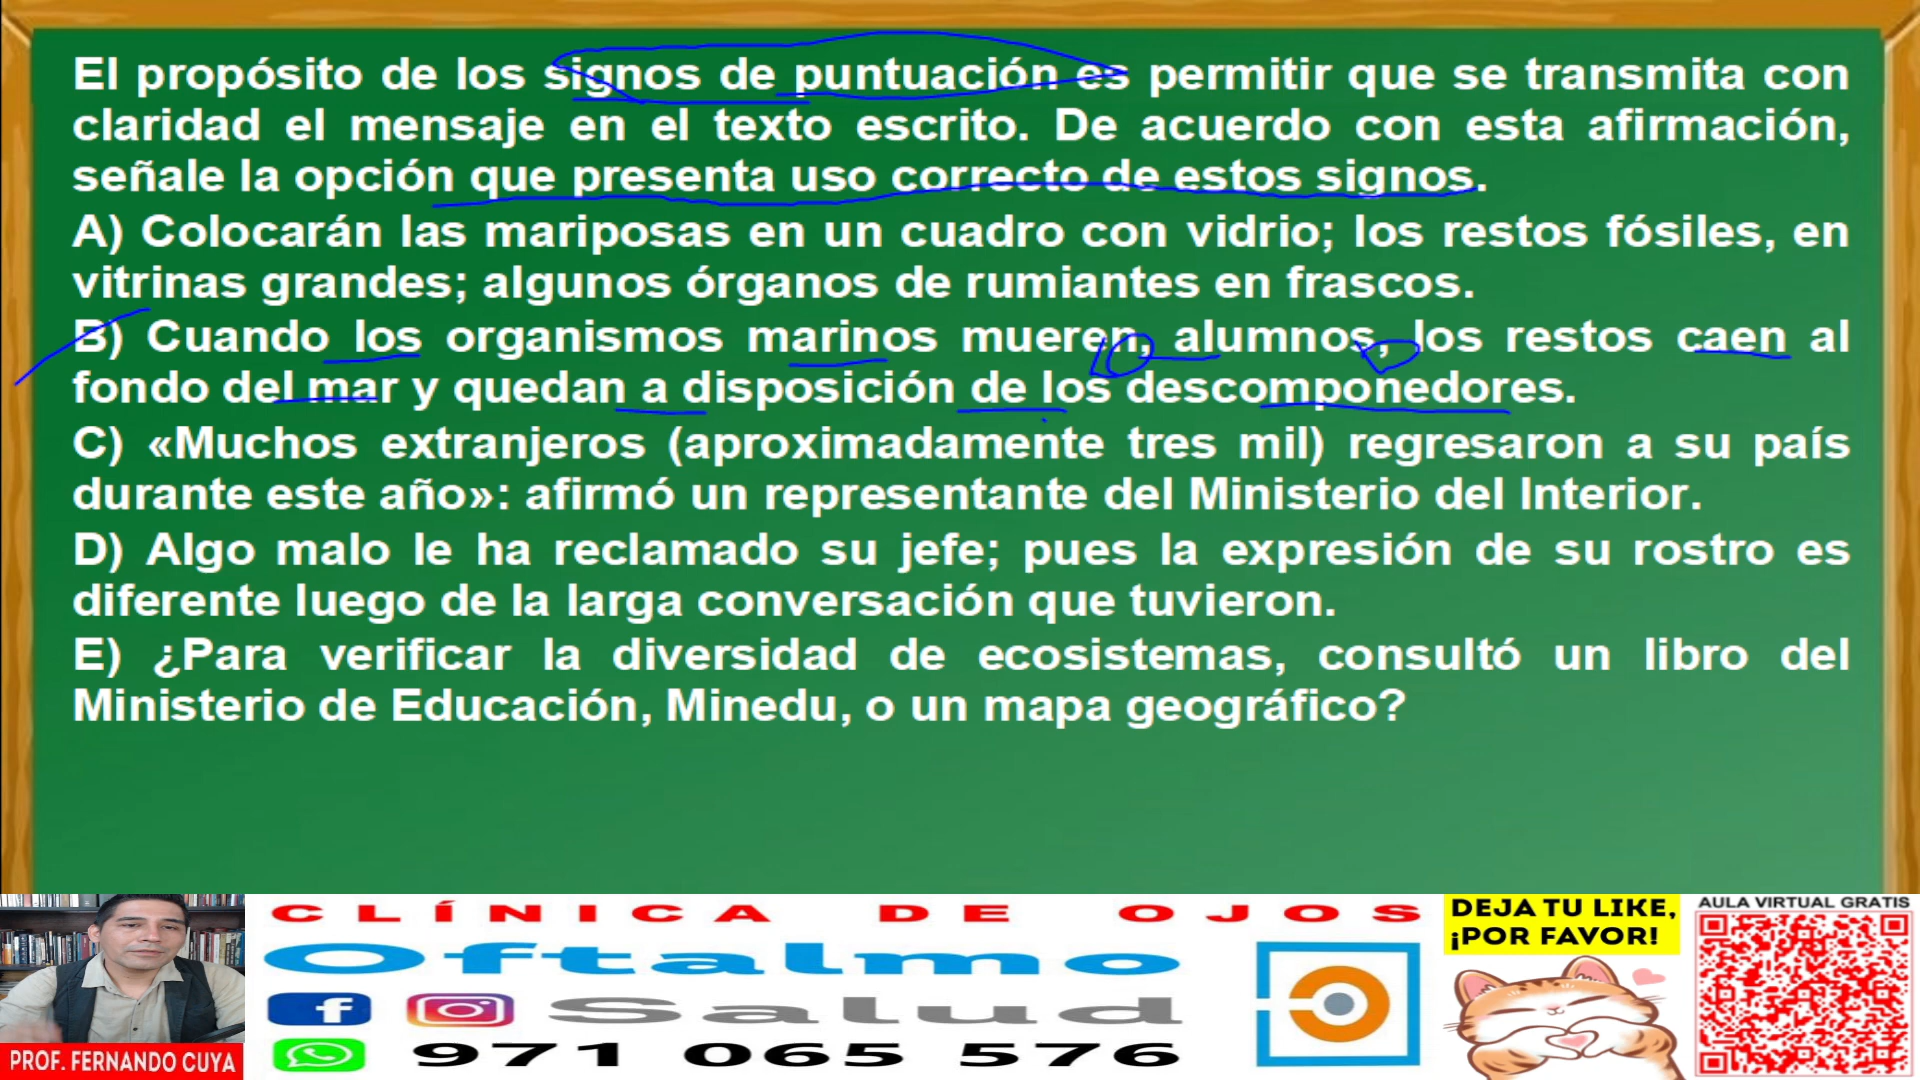 El propósito de los signos de puntuación es permitir que se transmita con
claridad el mensaje en el texto escrito. De acuerdo con esta afirmación,
señale la opción que presenta uso correcto de estos signos.
A) Colocarán las mariposas en un cuadro con vidrio; los restos fósiles, en
vitrinas grandes; algunos órganos de rumiantes en frascos.
B) Cuando los organismos marinos mueren, alumnos, los restos caen al
fondo del mar y quedan a disposición de los descomponedores.
C) «Muchos extranjeros (aproximadamente tres mil) regresaron a su país
durante este año»: afirmó un representante del Ministerio del Interior.
D) Algo malo le ha reclamado su jefe; pues la expresión de su rostro es
diferente luego de la larga conversación que tuvieron.
E) ¿Para verificar la diversidad de ecosistemas, consultó un libro del
Ministerio de Educación, Minedu, o un mapa geográfico?
CLÍNICA DE OJOS
Oftalmo
Salud
971 065 576
DEJA TU LIKE,
¡POR FAVOR!
AULA VIRTUAL GRATIS
PROF. FERNANDO CUYA